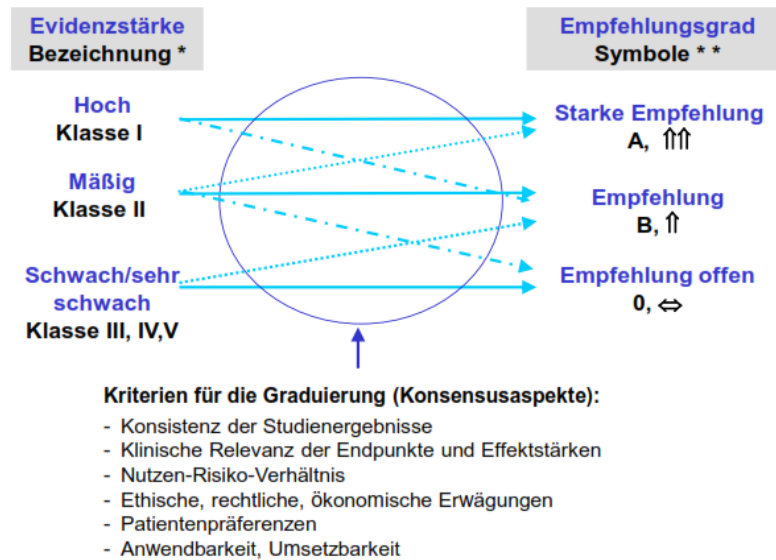 Evidenzstärke
Bezeichnung *
Empfehlungsgrad
Symbole * *
Hoch
Klasse I
Starke Empfehlung
A, ⇑⇑
Mäßig
Klasse II
Empfehlung
B, ⇑
Schwach/sehr
schwach
Klasse III, IV,V
Empfehlung offen
0, ⇔
Kriterien für die Graduierung (Konsensusaspekte):
- Konsistenz der Studienergebnisse
- Klinische Relevanz der Endpunkte und Effektstärken
- Nutzen-Risiko-Verhältnis
- Ethische, rechtliche, ökonomische Erwägungen
- Patientenpräferenzen
- Anwendbarkeit, Umsetzbarkeit